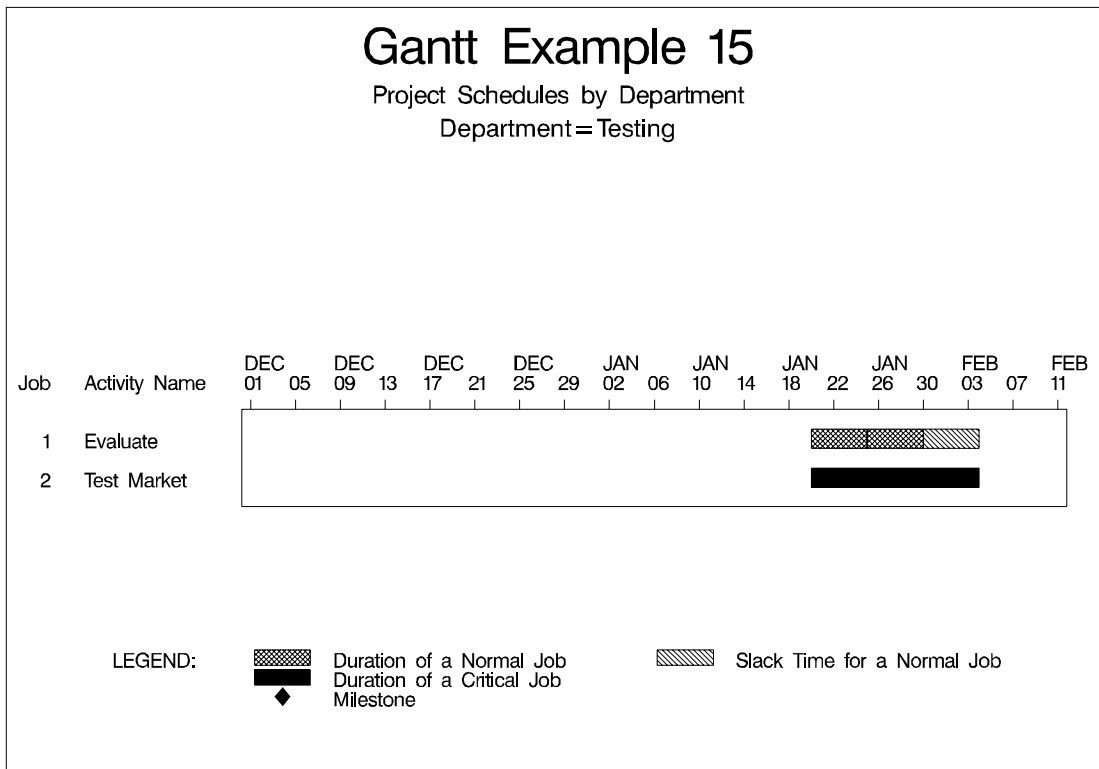 Gantt Example 15
Project Schedules by Department
Department=Testing
DEC DEC DEC DEC JAN JAN JAN JAN FEB FEB
Job Activity Name 01 05 09 13 17 21 25 29 02 06 10 14 18 22 26 30 03 07 11
1 Evaluate
2 Test Market
LEGEND: Duration of a Normal Job Slack Time for a Normal Job
Duration of a Critical Job
Milestone